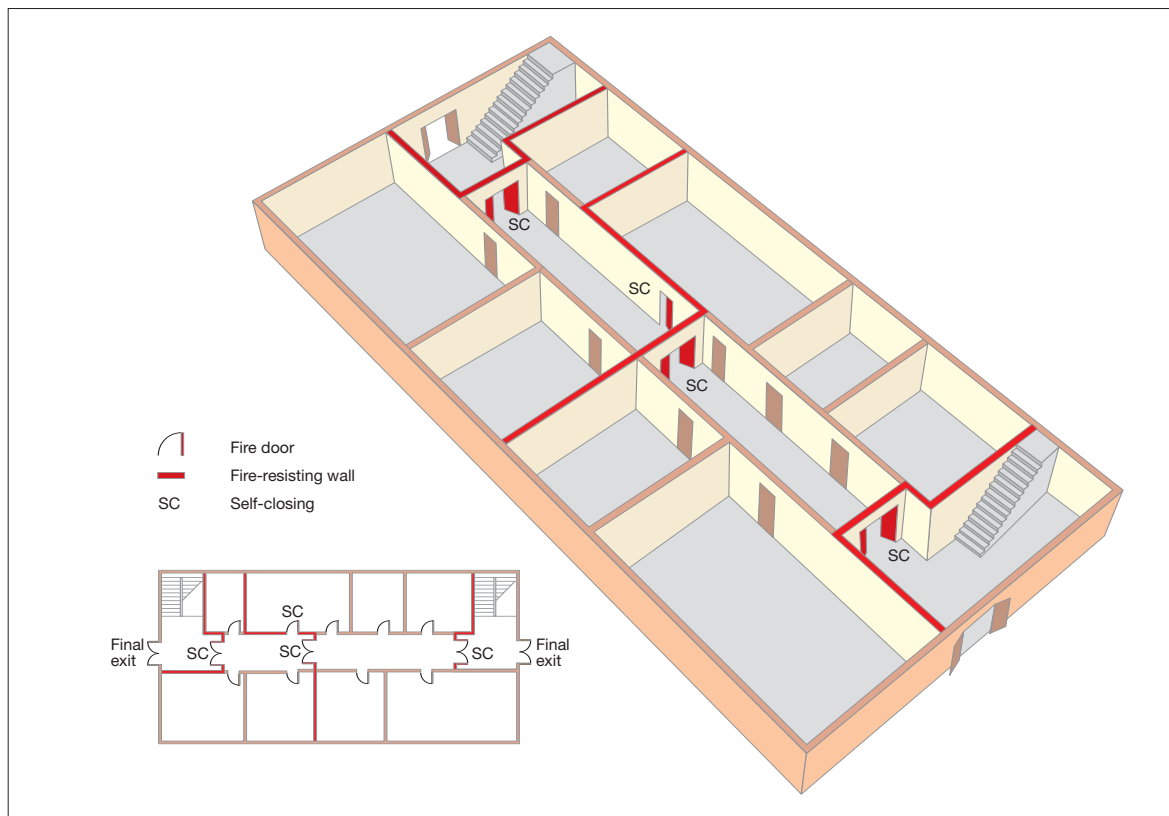 SC
SC
SC
SC
Fire door
Fire-resisting wall
SC
Self-closing
SC
Final
exit
SC
SC
SC
Final
exit